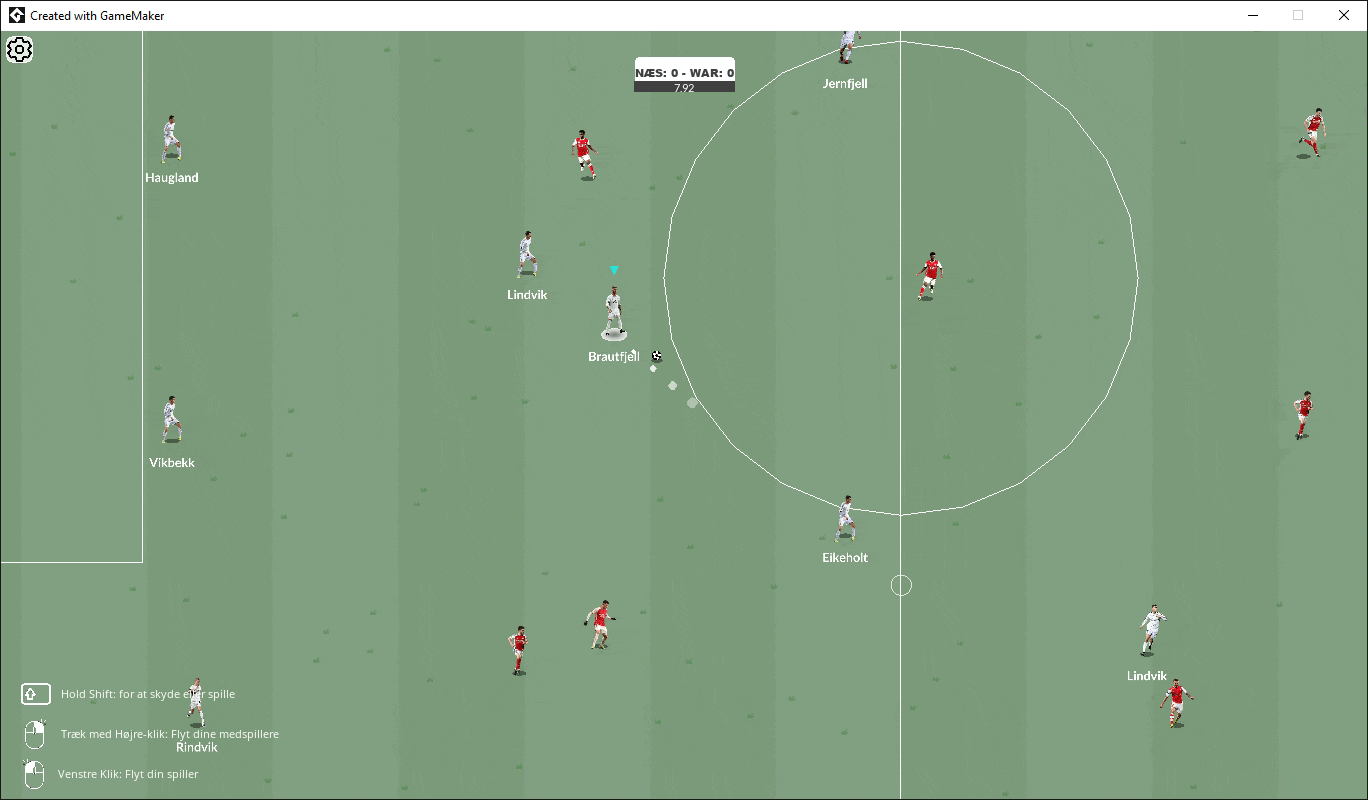 Created with GameMaker
NÆS: 0 - WAR: 0
7.92
Jernfjell
Haugland
Lindvik
Brautfjell
Vikbekk
Eikeholt
Lindvik
Hold Shift: for at skyde eller spille
Træk med Højre-klik: Flyt dine medspillere
Rindvik
Venstre Klik: Flyt din spiller